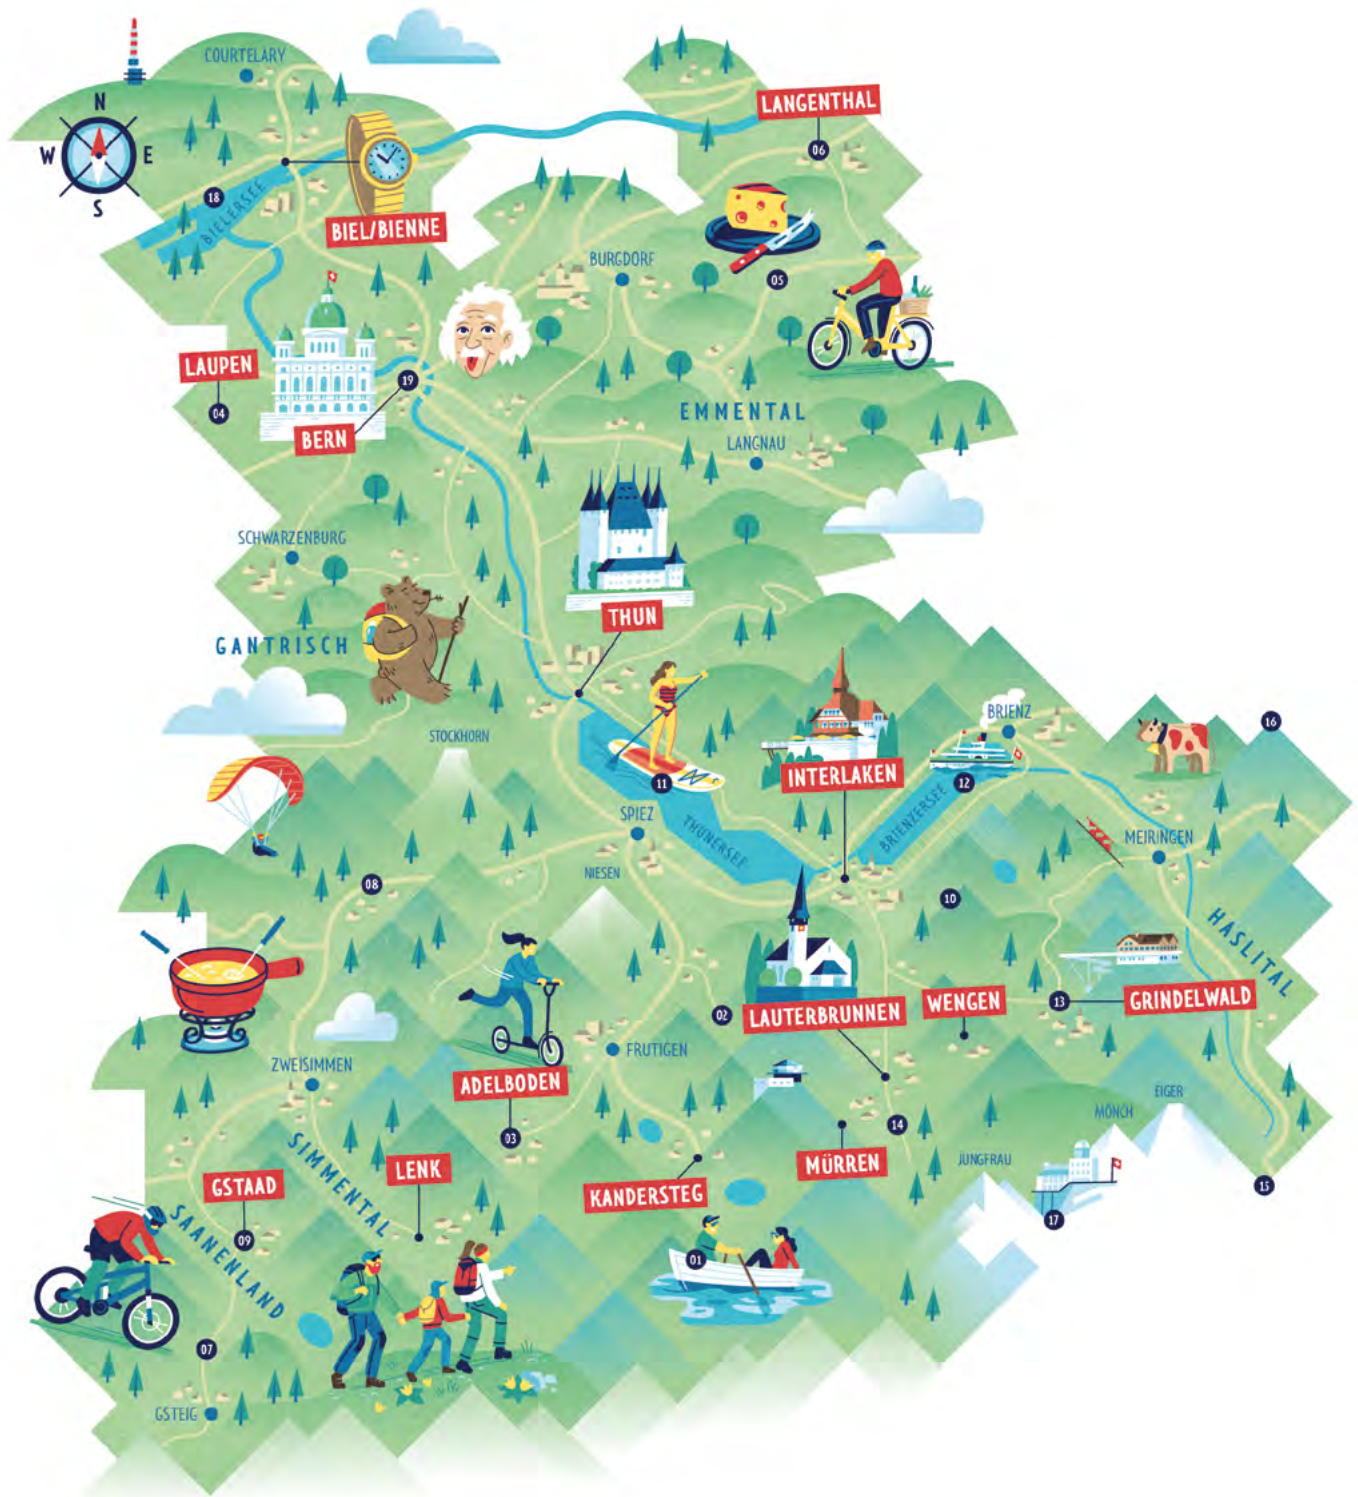 COURTELARY
N
W
E
S
LANGENTHAL
06
18
BIELERSEE
BIEL/BIENNE
BURGDORF
05
LAUPEN
04
19
BERN
EMMENTAL
LANGNAU
SCHWARZENBURG
GANTRISCH
THUN
STOCKHORN
BRIENZ
16
INTERLAKEN
11
12
SPIEZ
THUNERSEE
BRIENZERSEE
MEIRINGEN
NIESEN
08
10
HASLITAL
02
LAUTERBRUNNEN
WENGEN
13
GRINDELWALD
ZWEISIMMEN
FRUTIGEN
ADELBODEN
03
EIGER
MÖNCH
14
MÜRREN
JUNGFRAU
SIMMENTAL
LENK
GSTAAD
KANDERSTEG
15
17
SAANENLAND
09
01
07
GSTEIG